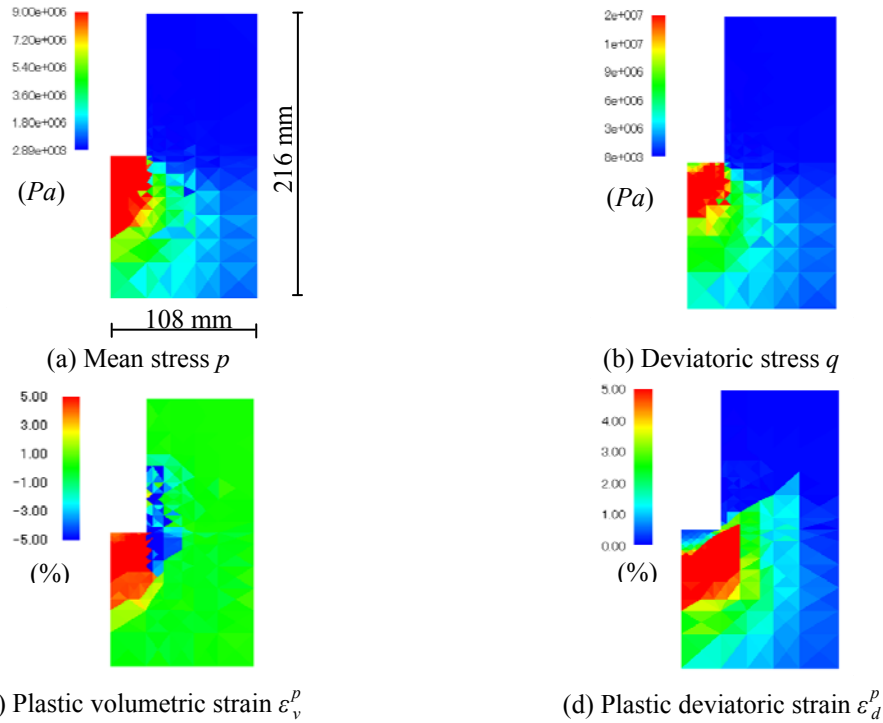 9.00e+006
7.20e+006
5.40e+006
3.60e+006
1.80e+006
2.89e+003
(Pa)
216 mm
108 mm
(a) Mean stress p
2e+007
1e+007
9e+006
6e+006
3e+006
8e+003
(Pa)
(b) Deviatoric stress q
5.00
3.00
1.00
−1.00
−3.00
−5.00
(%)
) Plastic volumetric strain ε_v^p
5.00
4.00
3.00
2.00
1.00
0.00
(%)
(d) Plastic deviatoric strain ε_d^p